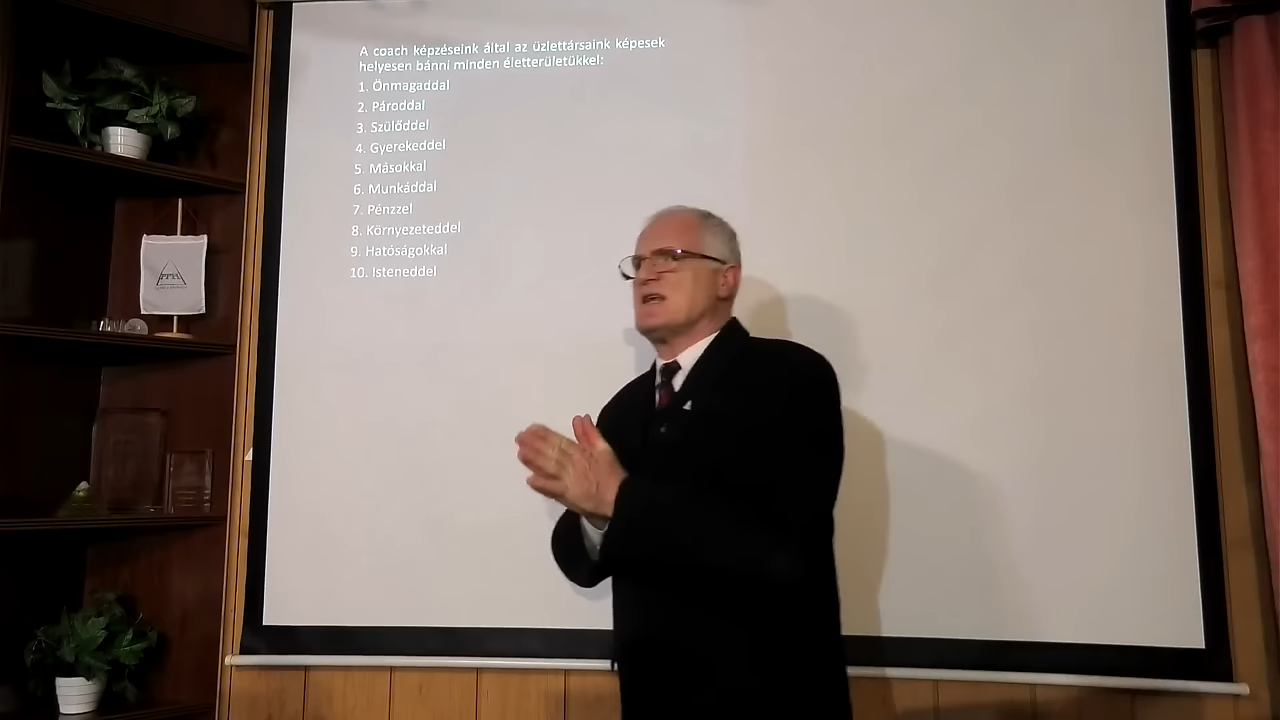 A coach képzéseink által az üzlettársaink képesek
helyesen bánni minden életterületükkel:
1. Önmagaddal
2. Pároddal
3. Szülőddel
4. Gyerekeddel
5. Másokkal
6. Munkáddal
7. Pénzzel
8. Környezeteddel
9. Hatóságokkal
10. Isteneddel